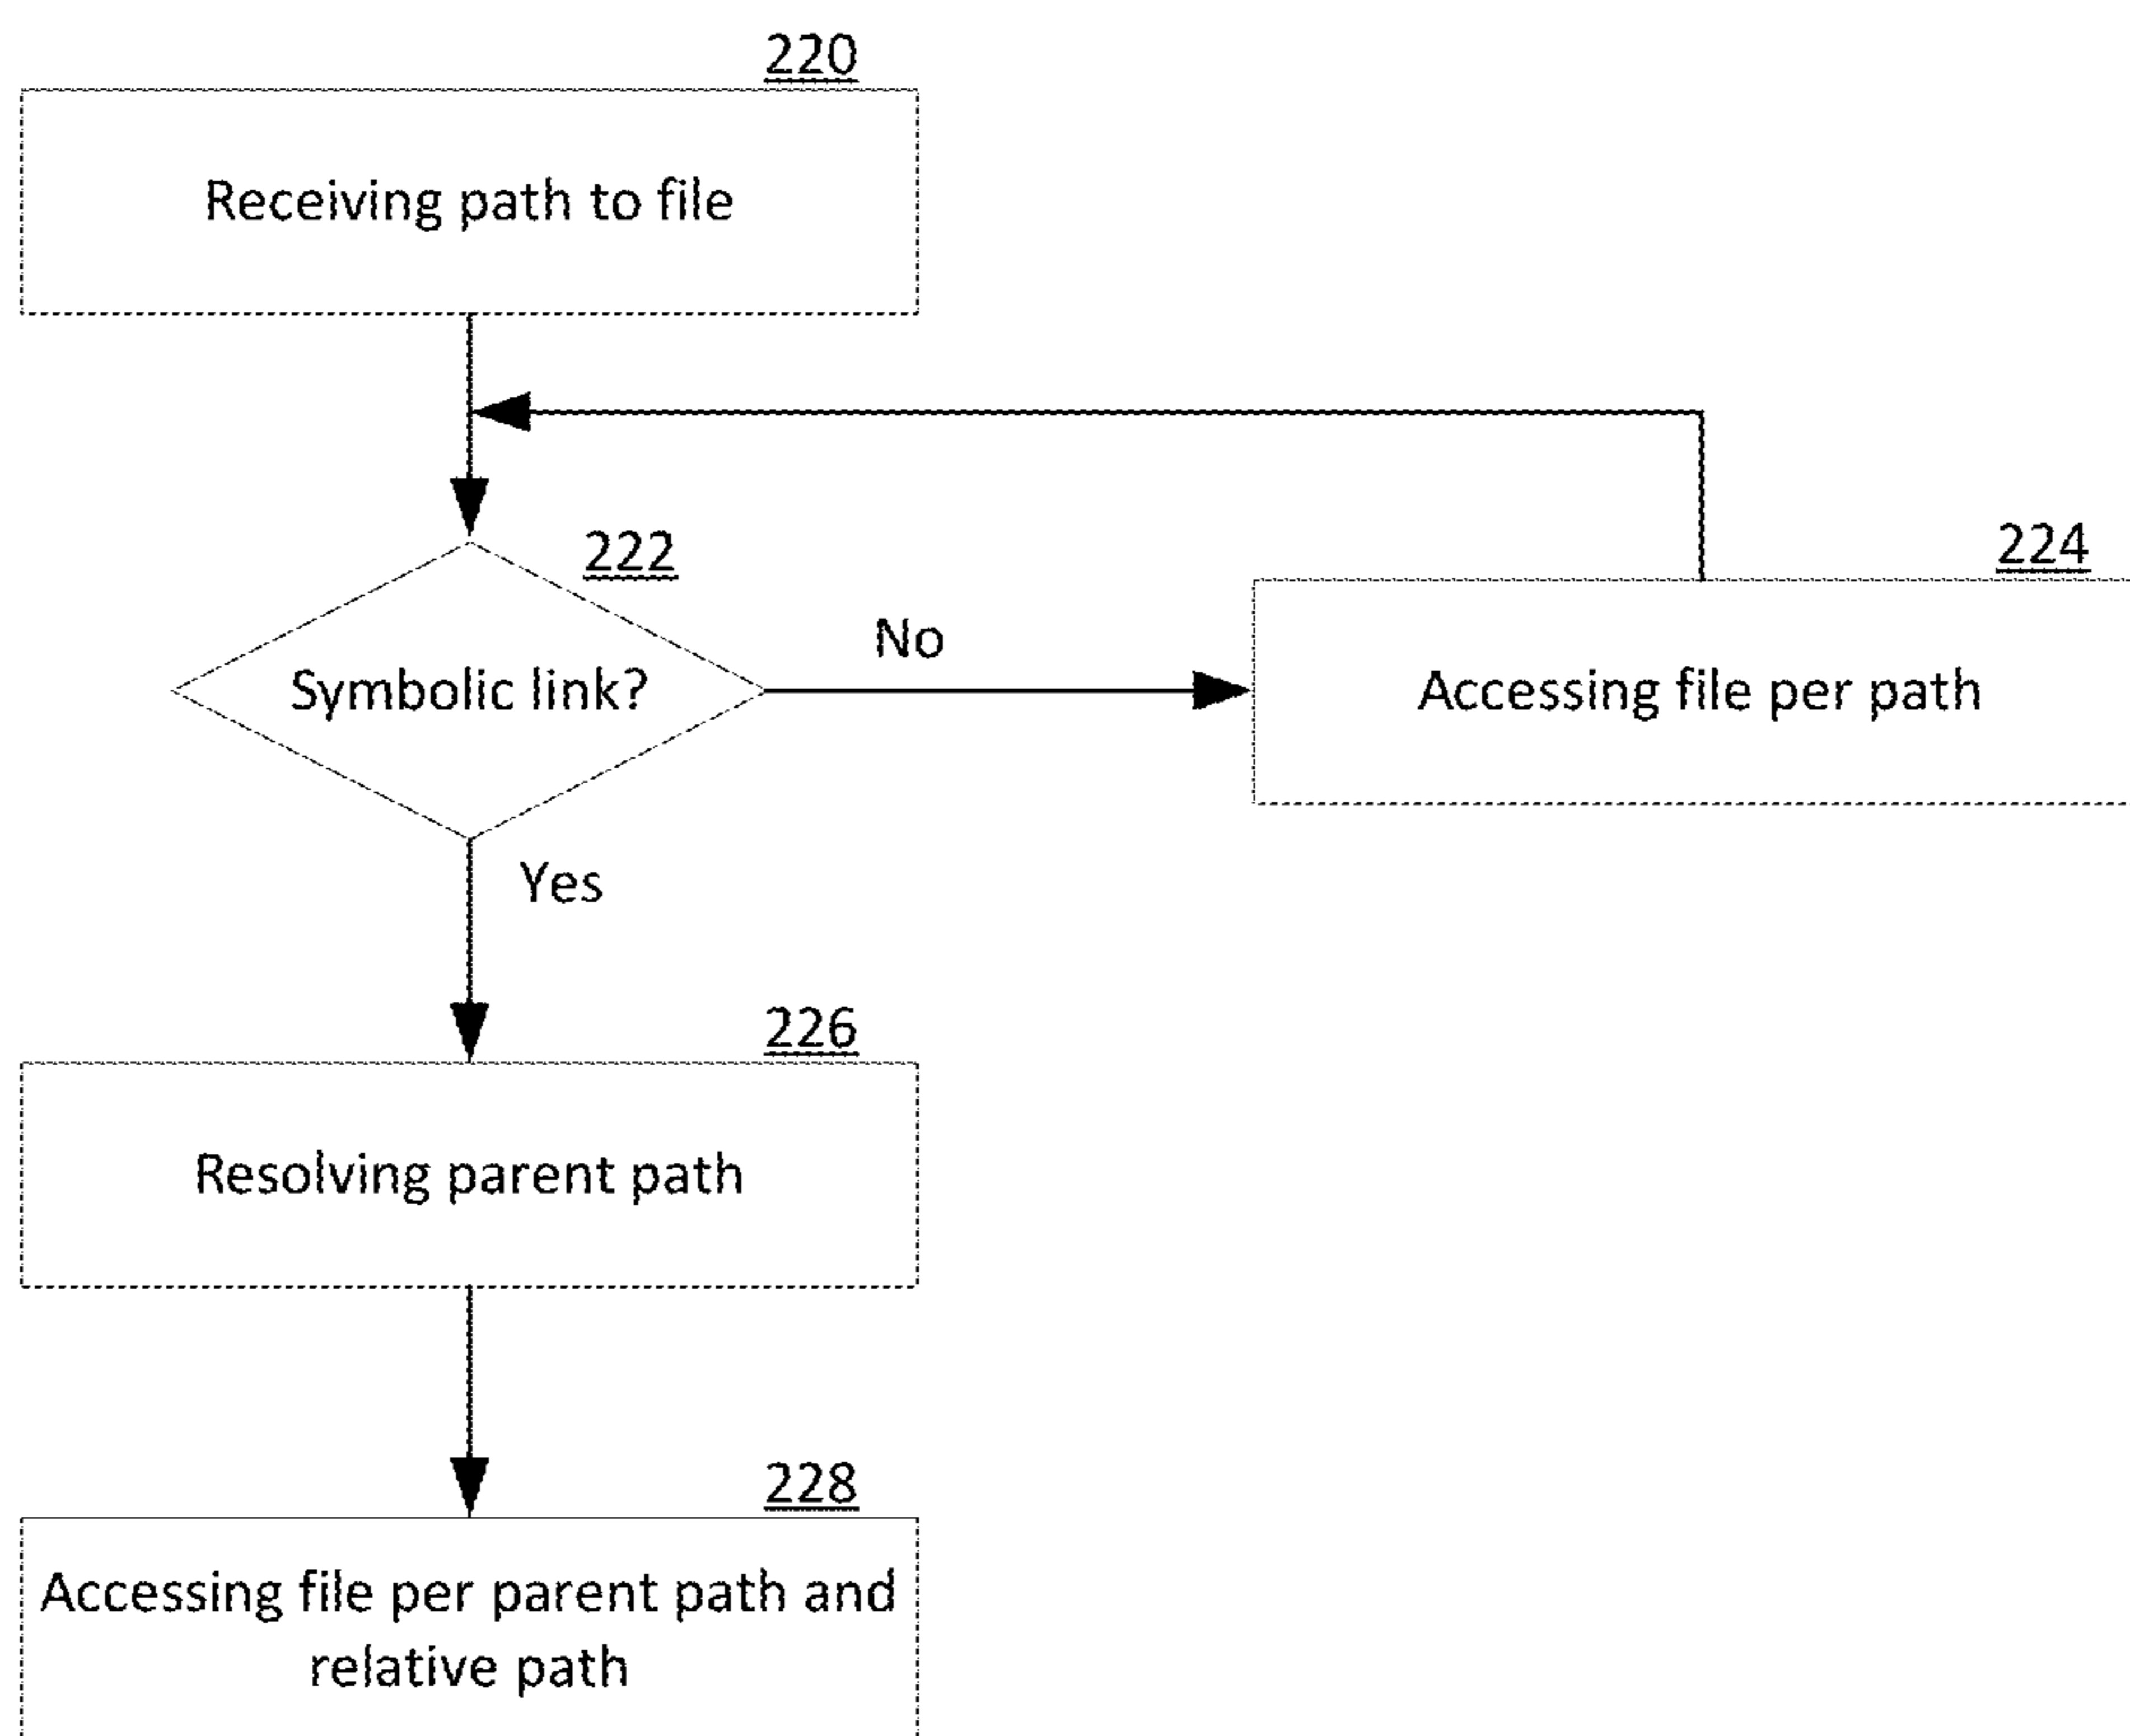 220
Receiving path to file
222
Symbolic link?
No
224
Accessing file per path
Yes
226
Resolving parent path
228
Accessing file per parent path and
relative path